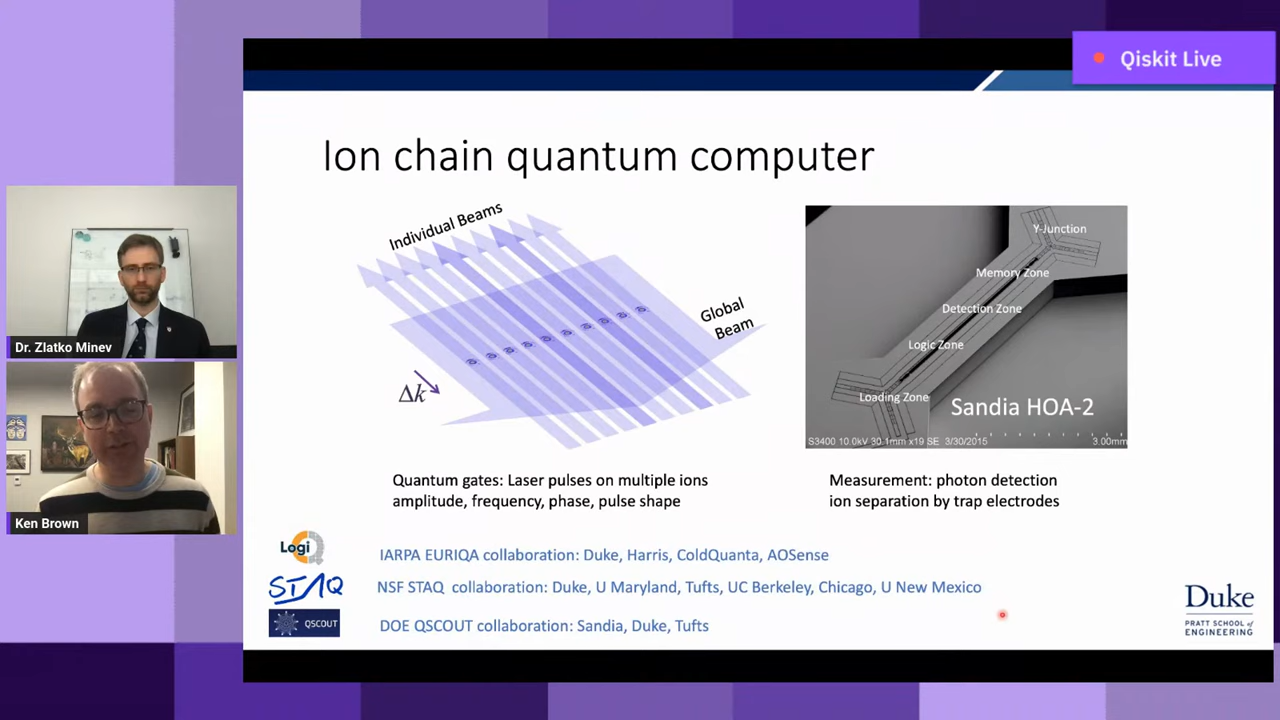 Qiskit Live
Ion chain quantum computer
Individual Beams
Global
Beam
Δk
Y-Junction
Memory Zone
Detection Zone
Logic Zone
Loading Zone
Sandia HOA-2
S3400 10.0kV 30.1mm x19 SE 3/30/2015
3.00mm
Quantum gates: Laser pulses on multiple ions
amplitude, frequency, phase, pulse shape
Measurement: photon detection
ion separation by trap electrodes
LogiQ
IARPA EURIQA collaboration: Duke, Harris, ColdQuanta, AOSense
STAQ
NSF STAQ collaboration: Duke, U Maryland, Tufts, UC Berkeley, Chicago, U New Mexico
QSCOUT
DOE QSCOUT collaboration: Sandia, Duke, Tufts
Duke
PRATT SCHOOL of
ENGINEERING
Dr. Zlatko Minev
Ken Brown